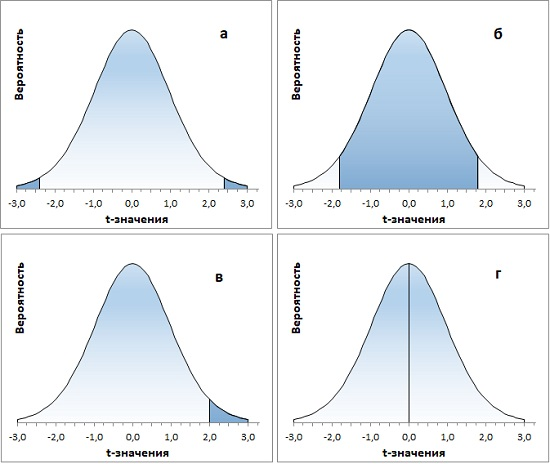 а
Вероятность
-3,0 -2,0 -1,0 0,0 1,0 2,0 3,0
t-значения
б
Вероятность
-3,0 -2,0 -1,0 0,0 1,0 2,0 3,0
t-значения
в
Вероятность
-3,0 -2,0 -1,0 0,0 1,0 2,0 3,0
t-значения
г
Вероятность
-3,0 -2,0 -1,0 0,0 1,0 2,0 3,0
t-значения